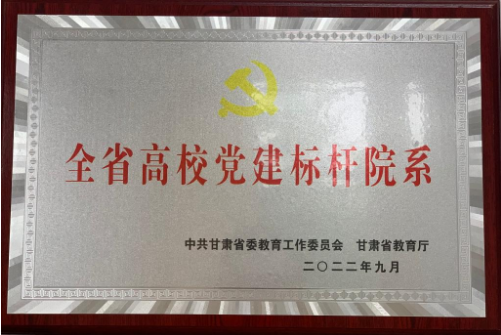 全省高校党建标杆院系
中共甘肃省委教育工作委员会 甘肃省教育厅
二〇二二年九月